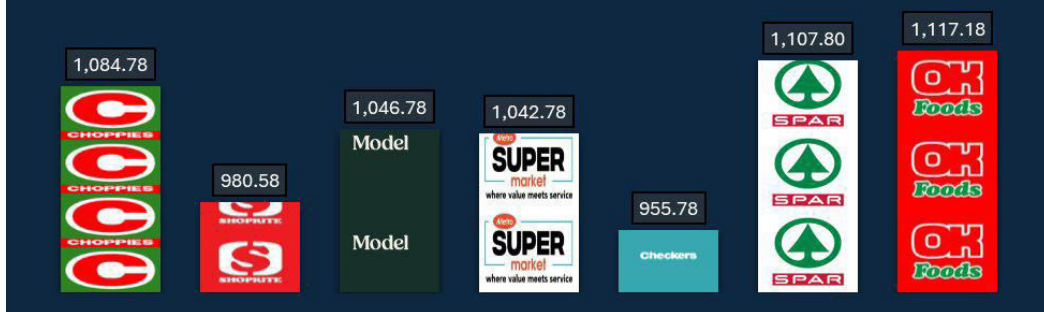 1,084.78
CHOPPIES
CHOPPIES
CHOPPIES
980.58
SHOPRITE
SHOPRITE
1,046.78
Model
Model
1,042.78
Metro
SUPER
market
where value meets service
Metro
SUPER
market
where value meets service
955.78
Checkers
1,107.80
SPAR
SPAR
SPAR
1,117.18
OK
Foods
OK
Foods
OK
Foods